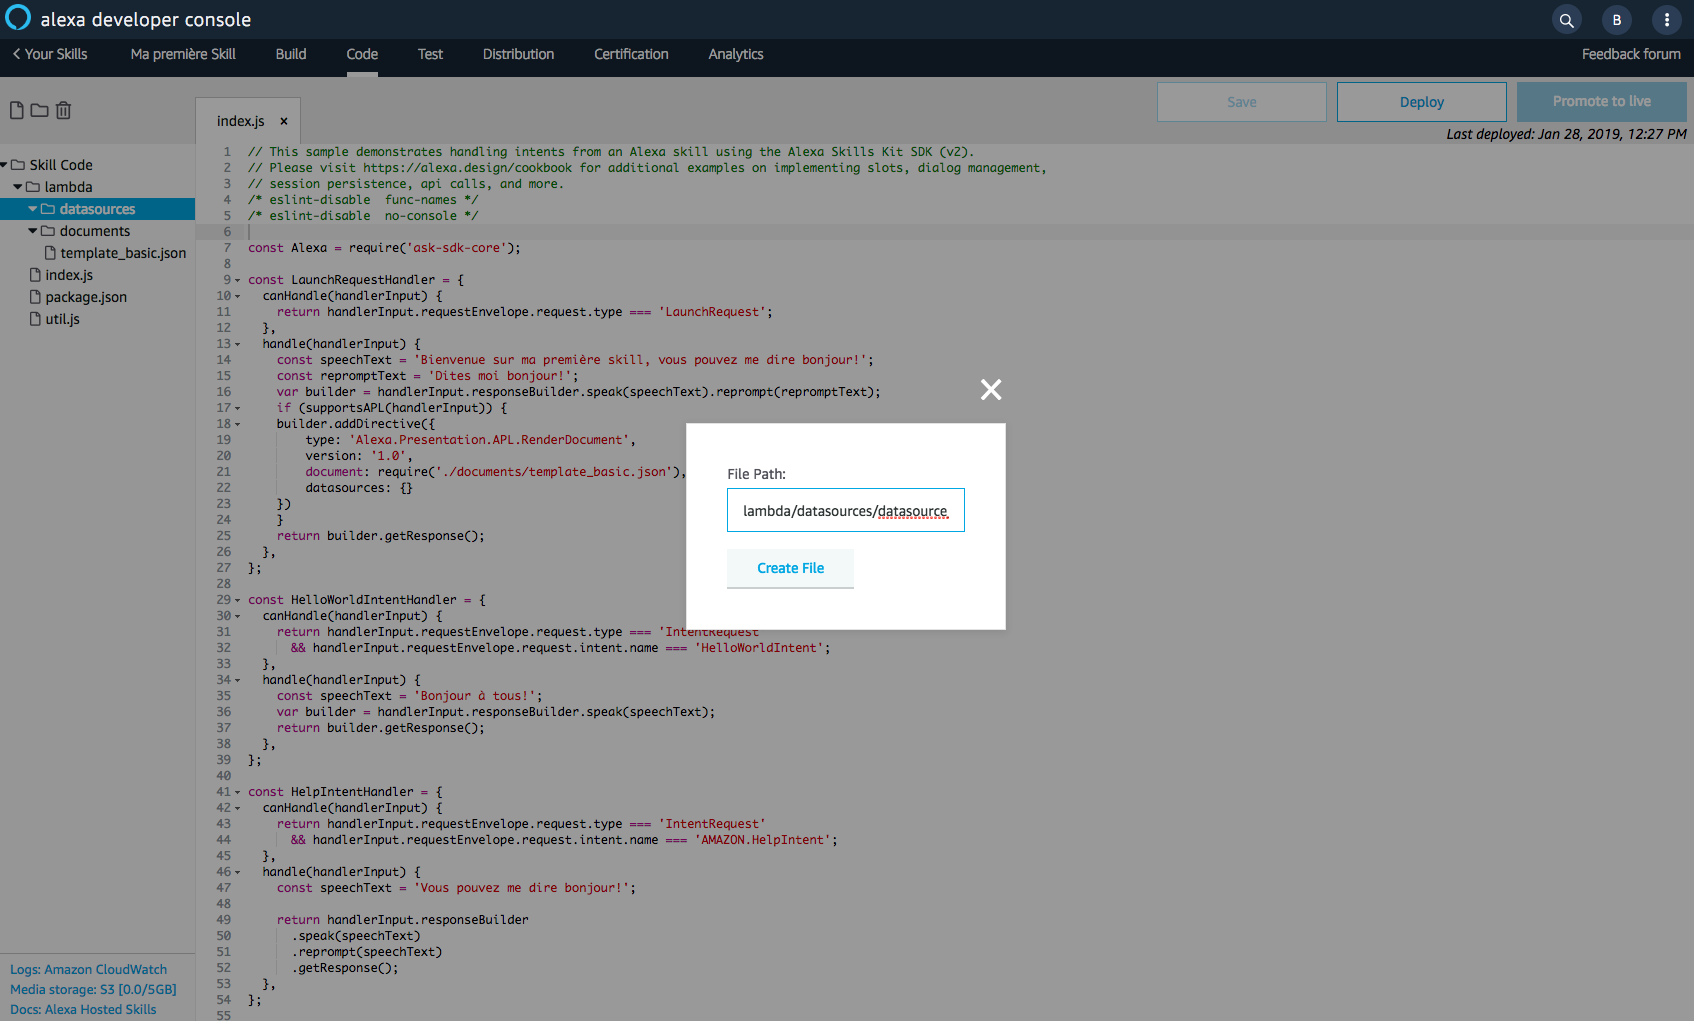 alexa developer console
B
Your Skills
Ma première Skill
Build
Code
Test
Distribution
Certification
Analytics
Feedback forum
Save
Deploy
Promote to live
Last deployed: Jan 28, 2019, 12:27 PM
index.js ×
Skill Code
lambda
datasources
documents
template_basic.json
index.js
package.json
util.js
1 // This sample demonstrates handling intents from an Alexa skill using the Alexa Skills Kit SDK (v2).
2 // Please visit https://alexa.design/cookbook for additional examples on implementing slots, dialog management,
3 // session persistence, api calls, and more.
4 /* eslint-disable  func-names */
5 /* eslint-disable  no-console */
6
7 const Alexa = require('ask-sdk-core');
8
9 const LaunchRequestHandler = {
10 canHandle(handlerInput) {
11 return handlerInput.requestEnvelope.request.type === 'LaunchRequest';
12 },
13 handle(handlerInput) {
14 const speechText = 'Bienvenue sur ma première skill, vous pouvez me dire bonjour!';
15 const repromptText = 'Dites moi bonjour!';
16 var builder = handlerInput.responseBuilder.speak(speechText).reprompt(repromptText);
17 if (supportsAPL(handlerInput)) {
18 builder.addDirective({
19 type: 'Alexa.Presentation.APL.RenderDocument',
20 version: '1.0',
21 document: require('./documents/template_basic.json'),
22 datasources: {}
23 })
24 }
25 return builder.getResponse();
26 },
27 };
28
29 const HelloWorldIntentHandler = {
30 canHandle(handlerInput) {
31 return handlerInput.requestEnvelope.request.type === 'IntentRequest'
32 && handlerInput.requestEnvelope.request.intent.name === 'HelloWorldIntent';
33 },
34 handle(handlerInput) {
35 const speechText = 'Bonjour à tous!';
36 var builder = handlerInput.responseBuilder.speak(speechText);
37 return builder.getResponse();
38 },
39 };
40
41 const HelpIntentHandler = {
42 canHandle(handlerInput) {
43 return handlerInput.requestEnvelope.request.type === 'IntentRequest'
44 && handlerInput.requestEnvelope.request.intent.name === 'AMAZON.HelpIntent';
45 },
46 handle(handlerInput) {
47 const speechText = 'Vous pouvez me dire bonjour!';
48
49 return handlerInput.responseBuilder
50 .speak(speechText)
51 .reprompt(speechText)
52 .getResponse();
53 },
54 };
55
File Path:
lambda/datasources/datasource
Create File
Logs: Amazon CloudWatch
Media storage: S3 [0.0/5GB]
Docs: Alexa Hosted Skills